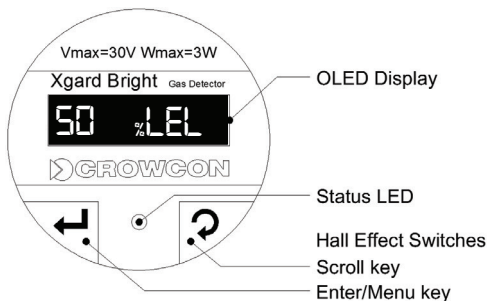 Vmax=30V Wmax=3W
Xgard Bright Gas Detector
50 %LEL
CROWCON
OLED Display
Status LED
Hall Effect Switches
Scroll key
Enter/Menu key